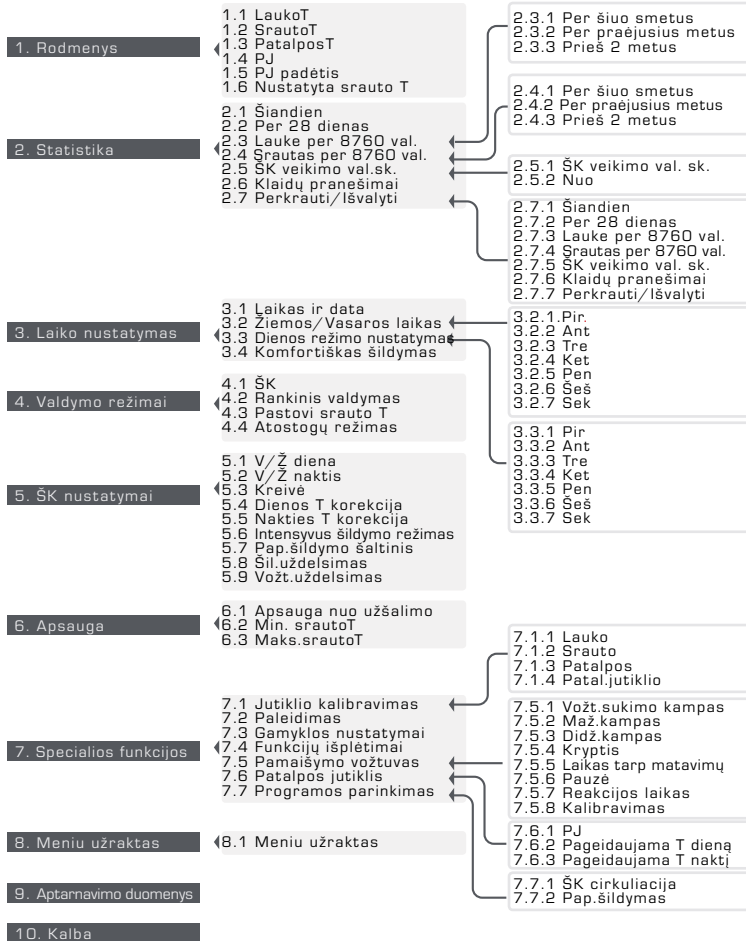 1. Rodmenys
1.1 LaukoT
1.2 SrautoT
1.3 PatalposT
1.4 PJ
1.5 PJ padėtis
1.6 Nustatyta srauto T
2. Statistika
2.1 Šiandien
2.2 Per 28 dienas
2.3 Lauke per 8760 val.
2.4 Srautas per 8760 val.
2.5 ŠK veikimo val.sk.
2.6 Klaidų pranešimai
2.7 Perkrauti/Išvalyti
2.3.1 Per šiuo smetus
2.3.2 Per praėjusius metus
2.3.3 Prieš 2 metus
2.4.1 Per šiuo smetus
2.4.2 Per praėjusius metus
2.4.3 Prieš 2 metus
2.5.1 ŠK veikimo val. sk.
2.5.2 Nuo
2.7.1 Šiandien
2.7.2 Per 28 dienas
2.7.3 Lauke per 8760 val.
2.7.4 Srautas per 8760 val.
2.7.5 ŠK veikimo val. sk.
2.7.6 Klaidų pranešimai
2.7.7 Perkrauti/Išvalyti
3. Laiko nustatymas
3.1 Laikas ir data
3.2 Žiemos/Vasaros laikas
3.3 Dienos režimo nustatymas
3.4 Komfortiškas šildymas
3.2.1.Pir.
3.2.2 Ant
3.2.3 Tre
3.2.4 Ket
3.2.5 Pen
3.2.6 Šeš
3.2.7 Sek
3.3.1 Pir
3.3.2 Ant
3.3.3 Tre
3.3.4 Ket
3.3.5 Pen
3.3.6 Šeš
3.3.7 Sek
4. Valdymo režimai
4.1 ŠK
4.2 Rankinis valdymas
4.3 Pastovi srauto T
4.4 Atostogų režimas
5. ŠK nustatymai
5.1 V/Ž diena
5.2 V/Ž naktis
5.3 Kreivė
5.4 Dienos T korekcija
5.5 Nakties T korekcija
5.6 Intensyvus šildymo režimas
5.7 Pap.šildymo šaltinis
5.8 Šil.uždelsimas
5.9 Vožt.uždelsimas
6. Apsauga
6.1 Apsauga nuo užšalimo
6.2 Min. srautoT
6.3 Maks.srautoT
7. Specialios funkcijos
7.1 Jutiklio kalibravimas
7.2 Paleidimas
7.3 Gamyklos nustatymai
7.4 Funkcijų išplėtimai
7.5 Pamaišymo vožtuvas
7.6 Patalpos jutiklis
7.7 Programos parinkimas
7.1.1 Lauko
7.1.2 Srauto
7.1.3 Patalpos
7.1.4 Patal.jutiklio
7.5.1 Vožt.sukimo kampas
7.5.2 Maž.kampas
7.5.3 Didž.kampas
7.5.4 Kryptis
7.5.5 Laikas tarp matavimų
7.5.6 Pauzė
7.5.7 Reakcijos laikas
7.5.8 Kalibravimas
7.6.1 PJ
7.6.2 Pageidaujama T dieną
7.6.3 Pageidaujama T naktį
7.7.1 ŠK cirkuliacija
7.7.2 Pap.šildymas
8. Meniu užraktas
8.1 Meniu užraktas
9. Aptarnavimo duomenys
10. Kalba